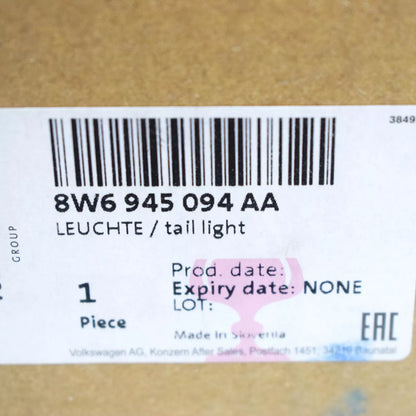 3849
8W6 945 094 AA
LEUCHTE / tail light
GROUP
Prod. date:
1
Expiry date: NONE
LOT:
Piece
Made in Slovenia
EAC
Volkswagen AG, Konzern After Sales, Postfach 1451, 34219 Baunatal